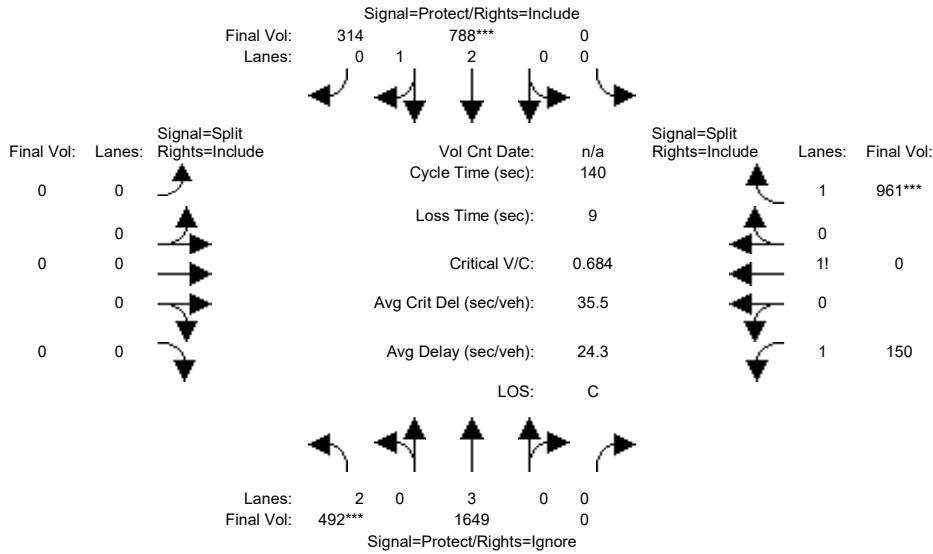 Signal=Protect/Rights=Include
Final Vol: 314 788*** 0
Lanes: 0 1 2 0 0
Signal=Split
Final Vol: Lanes: Rights=Include
Vol Cnt Date: n/a
Signal=Split
Rights=Include Lanes: Final Vol:
Cycle Time (sec): 140
0 0
1 961***
Loss Time (sec): 9
0
0
0 0
Critical V/C: 0.684
1! 0
0
Avg Crit Del (sec/veh): 35.5
0
0 0
Avg Delay (sec/veh): 24.3
1 150
LOS: C
Lanes: 2 0 3 0 0
Final Vol: 492*** 1649 0
Signal=Protect/Rights=Ignore